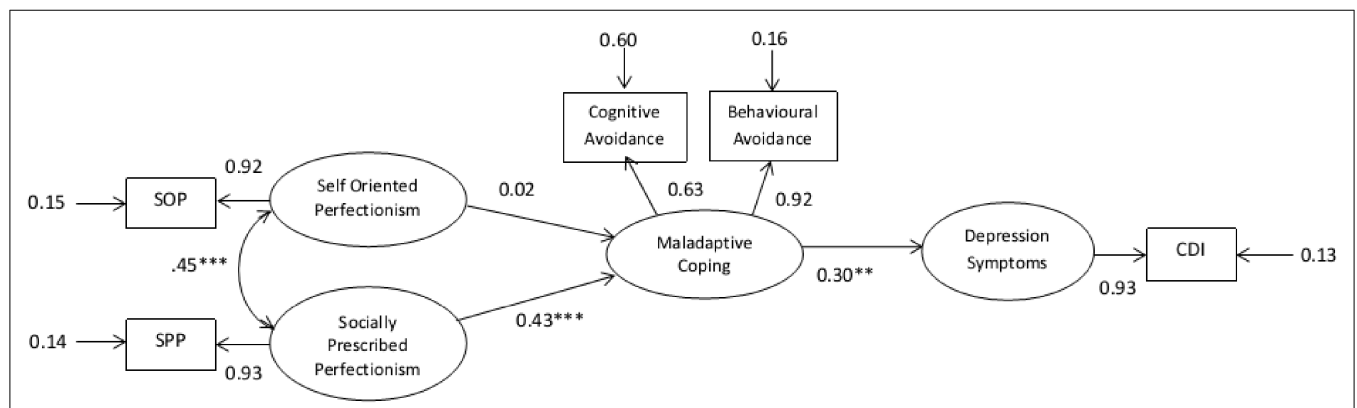 0.60
0.16
Cognitive
Avoidance
Behavioural
Avoidance
0.92
Self Oriented
Perfectionism
0.02
0.63
0.92
0.15
SOP
.45***
Maladaptive
Coping
0.30**
Depression
Symptoms
0.93
CDI
0.13
0.43***
0.14
SPP
0.93
Socially
Prescribed
Perfectionism